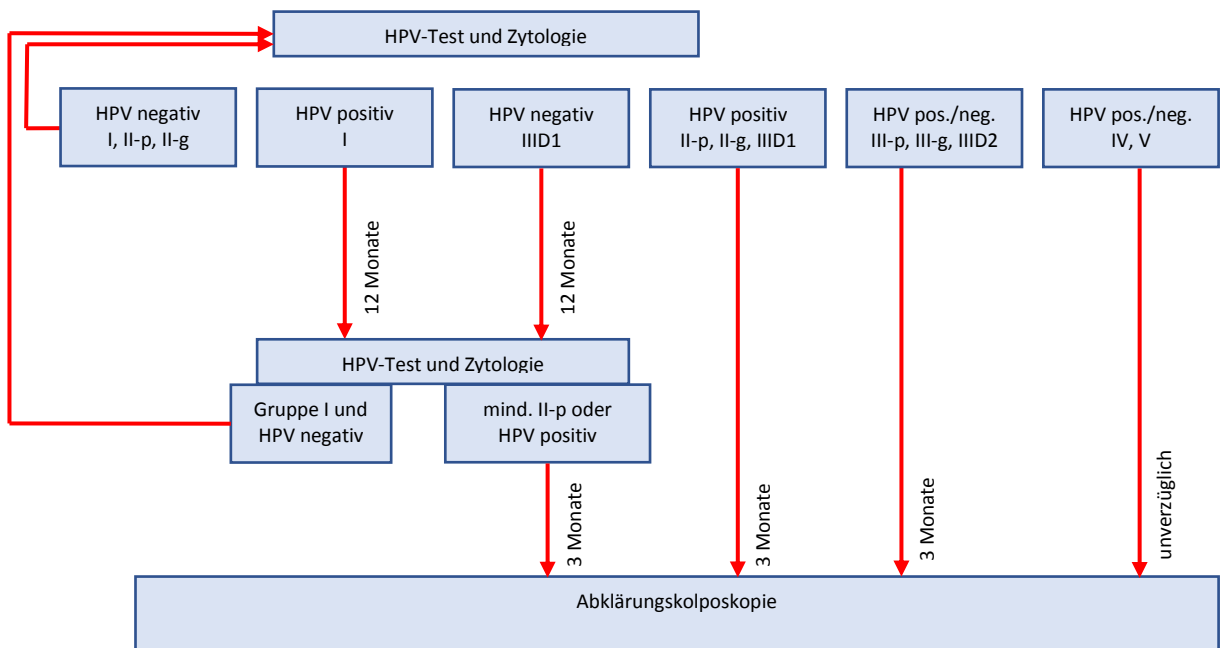 HPV-Test und Zytologie
HPV negativ
I, II-p, II-g
HPV positiv
I
HPV negativ
IIID1
HPV positiv
II-p, II-g, IIID1
HPV pos./neg.
III-p, III-g, IIID2
HPV pos./neg.
IV, V
12 Monate
12 Monate
HPV-Test und Zytologie
Gruppe I und
HPV negativ
mind. II-p oder
HPV positiv
3 Monate
3 Monate
3 Monate
unverzüglich
Abklärungskolposkopie